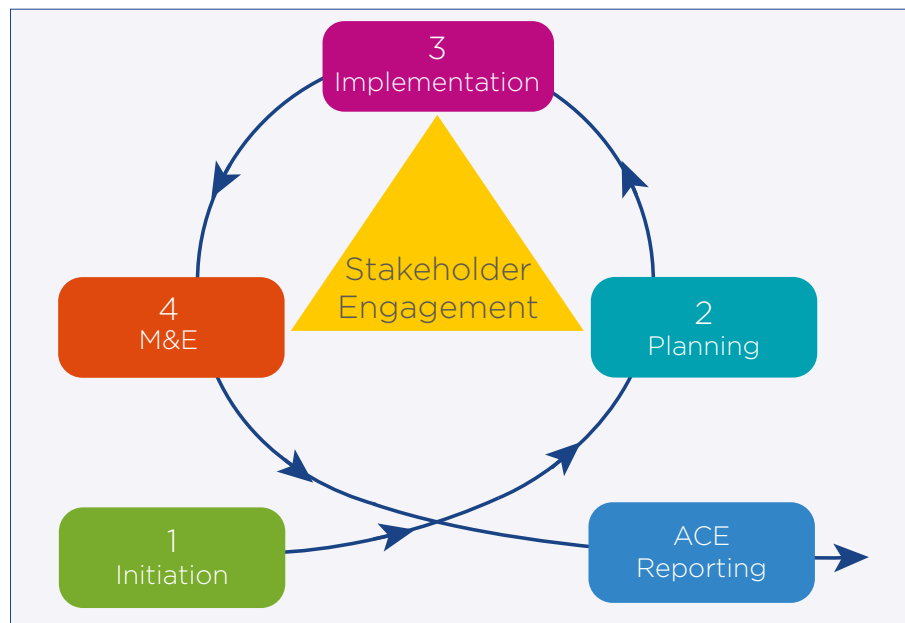 3
Implementation
Stakeholder
Engagement
4
M&E
2
Planning
1
Initiation
ACE
Reporting